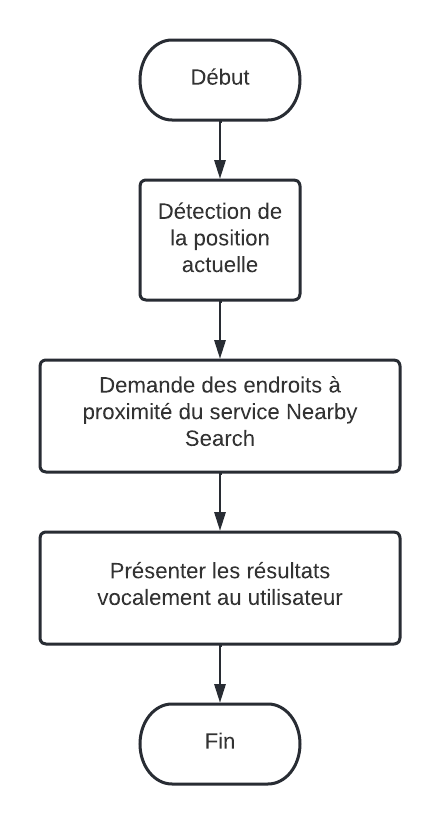 Début
Détection de
la position
actuelle
Demande des endroits à
proximité du service Nearby
Search
Présenter les résultats
vocalement au utilisateur
Fin